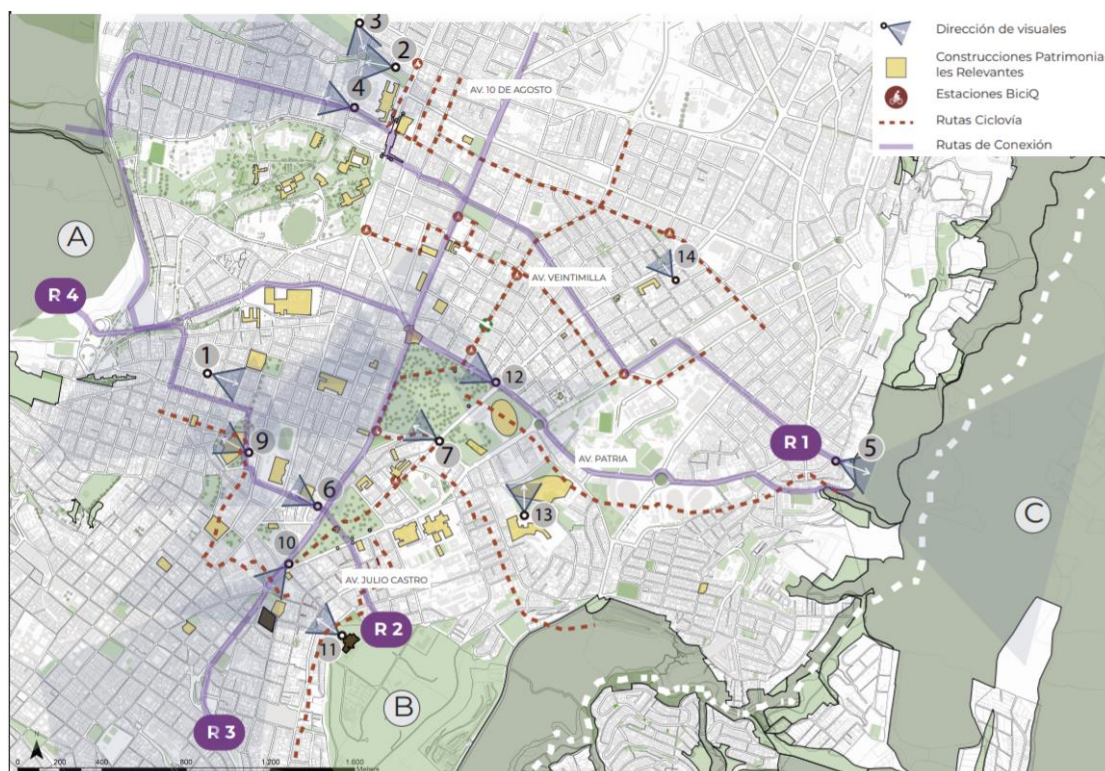 Dirección de visuales
Construcciones Patrimonia
les Relevantes
Estaciones BiciQ
Rutas Ciclovía
Rutas de Conexión
3
2
4
AV. 10 DE AGOSTO
A
14
AV. VEINTIMILLA
R 4
1
12
9
7
R 1
5
AV. PATRIA
6
13
C
10
AV. JULIO CASTRO
11
R 2
B
R 3
N
0 200 400 800 1.200 1.600
Meters